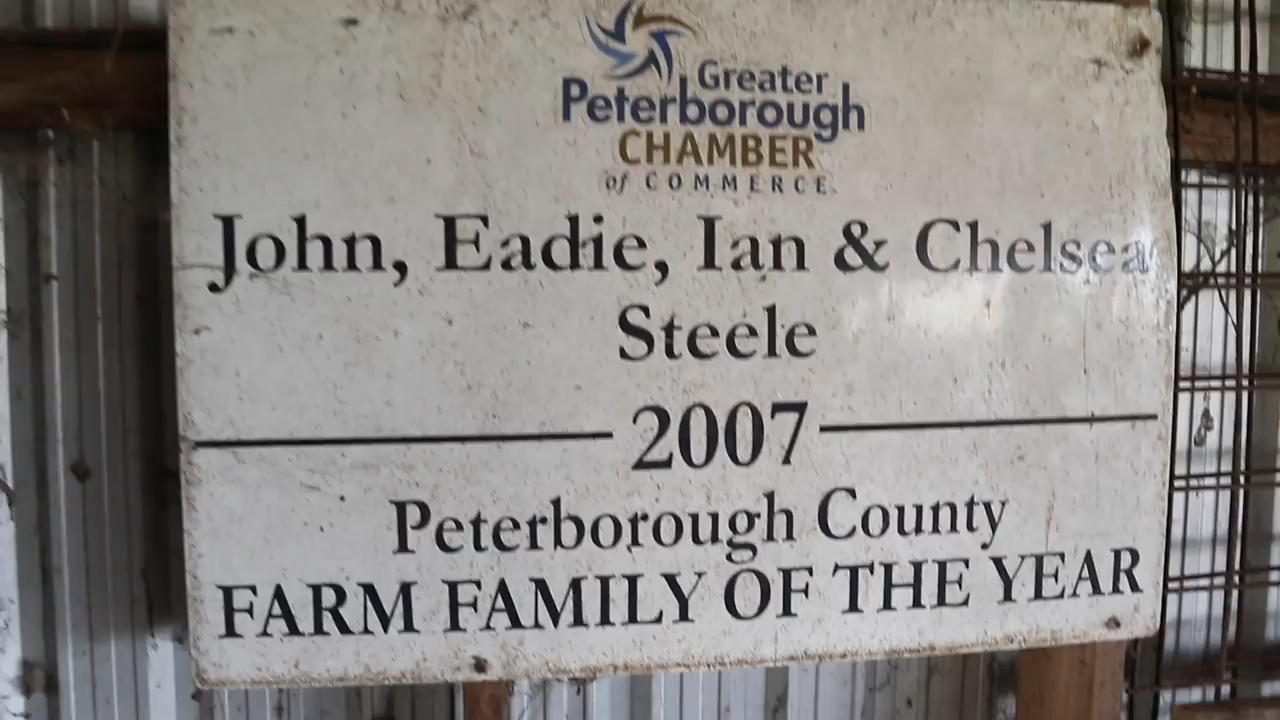 Greater
Peterborough
CHAMBER
of COMMERCE
John, Eadie, Ian & Chelsea
Steele
2007
Peterborough County
FARM FAMILY OF THE YEAR